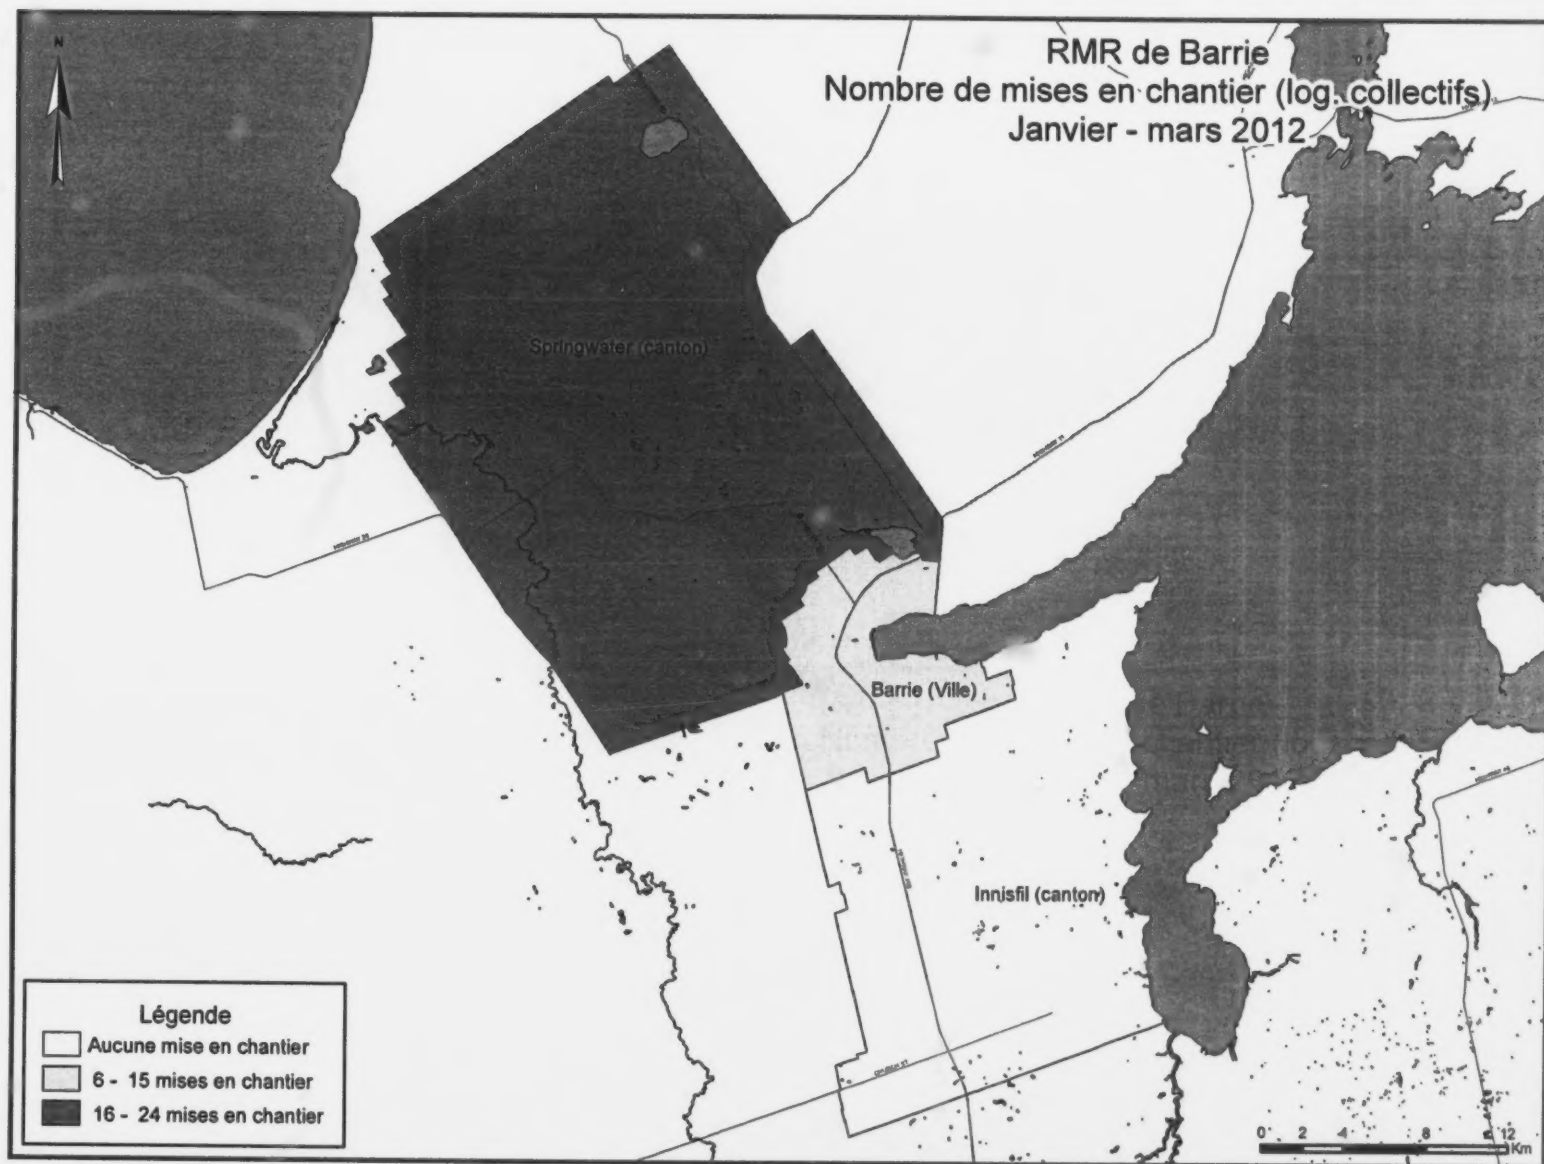 N
RMR de Barrie
Nombre de mises en chantier (log. collectifs)
Janvier - mars 2012
Springwater (canton)
Barrie (Ville)
Innisfil (canton)
CHURCH ST
Légende
Aucune mise en chantier
6 - 15 mises en chantier
16 - 24 mises en chantier
0 2 4 8 12
Km